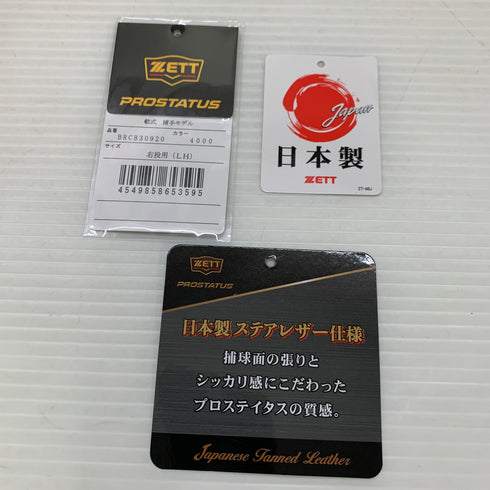 ZETT
PROSTATUS
軟式 捕手モデル
品番 カラー
BRCB30920 4000
サイズ
右投用(LH)
4549858653595
Japan
日本製
ZETT
ZETT
PROSTATUS
日本製ステアレザー仕様
捕球面の張りと
シッカリ感にこだわった
プロステイタスの質感。
Japanese Tanned Leather